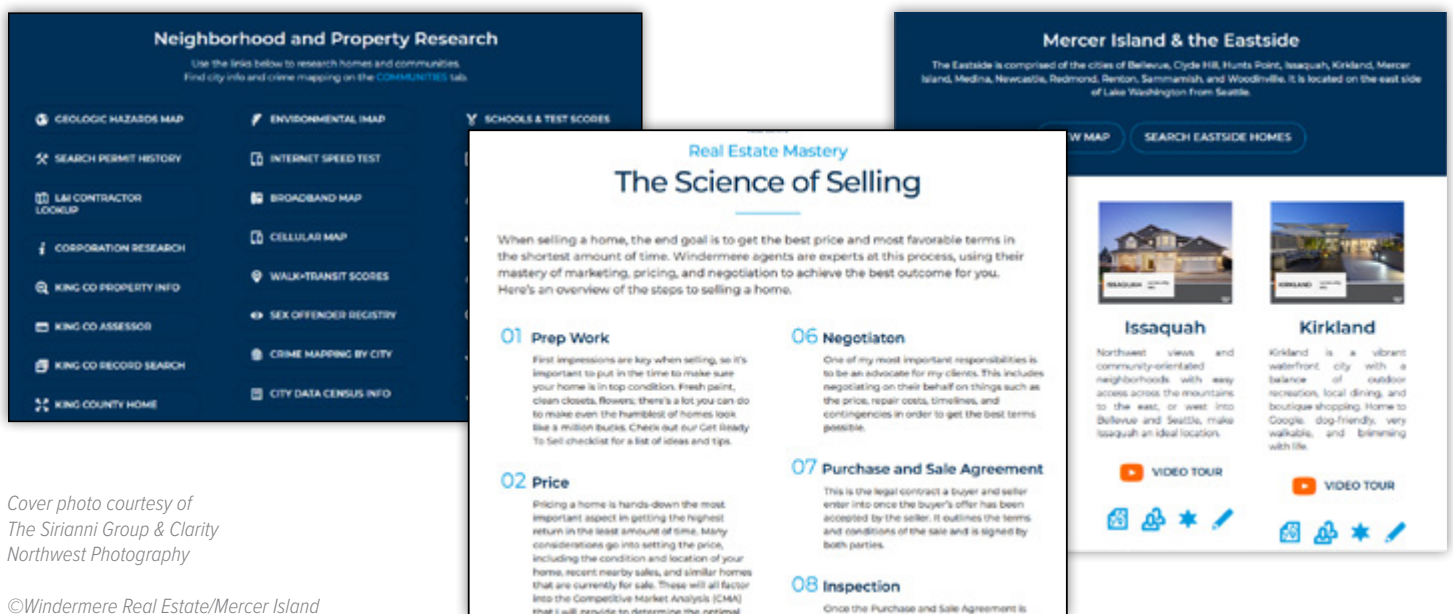 Neighborhood and Property Research
Use the links below to research homes and communities.
Find city info and crime mapping on the COMMUNITIES tab.
GEOLOGIC HAZARDS MAP
SEARCH PERMIT HISTORY
L&I CONTRACTOR
LOOKUP
CORPORATION RESEARCH
KING CO PROPERTY INFO
KING CO ASSESSOR
KING CO RECORD SEARCH
KING COUNTY HOME
ENVIRONMENTAL IMAP
INTERNET SPEED TEST
BROADBAND MAP
CELLULAR MAP
WALK+TRANSIT SCORES
SEX OFFENDER REGISTRY
CRIME MAPPING BY CITY
CITY DATA CENSUS INFO
SCHOOLS & TEST SCORES
Real Estate Mastery
The Science of Selling
When selling a home, the end goal is to get the best price and most favorable terms in
the shortest amount of time. Windermere agents are experts at this process, using their
mastery of marketing, pricing, and negotiation to achieve the best outcome for you.
Here's an overview of the steps to selling a home.
01 Prep Work
First impressions are key when selling, so it's
important to put in the time to make sure
your home is in top condition. Fresh paint,
clean closets, flowers; there's a lot you can do
to make even the humblest of homes look
like a million bucks. Check out our Get Ready
To Sell checklist for a list of ideas and tips.
02 Price
Pricing a home is hands-down the most
important aspect in getting the highest
return in the least amount of time. Many
considerations go into setting the price,
including the condition and location of your
home, recent nearby sales, and similar homes
that are currently for sale. These will all factor
into the Competitive Market Analysis (CMA)
that I will provide to determine the optimal
06 Negotiaton
One of my most important responsibilities is
to be an advocate for my clients. This includes
negotiating on their behalf on things such as
the price, repair costs, timelines, and
contingencies in order to get the best terms
possible.
07 Purchase and Sale Agreement
This is the legal contract a buyer and seller
enter into once the buyer's offer has been
accepted by the seller. It outlines the terms
and conditions of the sale and is signed by
both parties.
08 Inspection
Once the Purchase and Sale Agreement is
Mercer Island & the Eastside
The Eastside is comprised of the cities of Bellevue, Clyde Hill, Hunts Point, Issaquah, Kirkland, Mercer
Island, Medina, Newcastle, Redmond, Renton, Sammamish, and Woodinville. It is located on the east side
of Lake Washington from Seattle.
W MAP
SEARCH EASTSIDE HOMES
ISSAQUAH
KIRKLAND
Issaquah
Northwest views and
community-orientated
neighborhoods with easy
access across the mountains
to the east, or west into
Bellevue and Seattle, make
Issaquah an ideal location.
VIDEO TOUR
Kirkland
Kirkland is a vibrant
waterfront city with a
balance of outdoor
recreation, local dining, and
boutique shopping. Home to
Google, dog-friendly, very
walkable, and brimming
with life.
VIDEO TOUR
Cover photo courtesy of
The Sirianni Group & Clarity
Northwest Photography
©Windermere Real Estate/Mercer Island